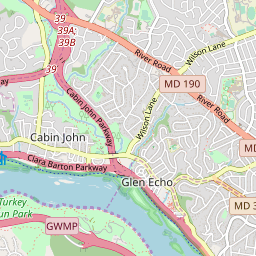 39
39A;
39B
39
River Road
Wilson Lane
MD 190
River Road
Cabin John Parkway
Wilson Lane
Cabin John
Clara Barton Parkway
Glen Echo
MD
MD 3
Turkey
un Park
GWMP